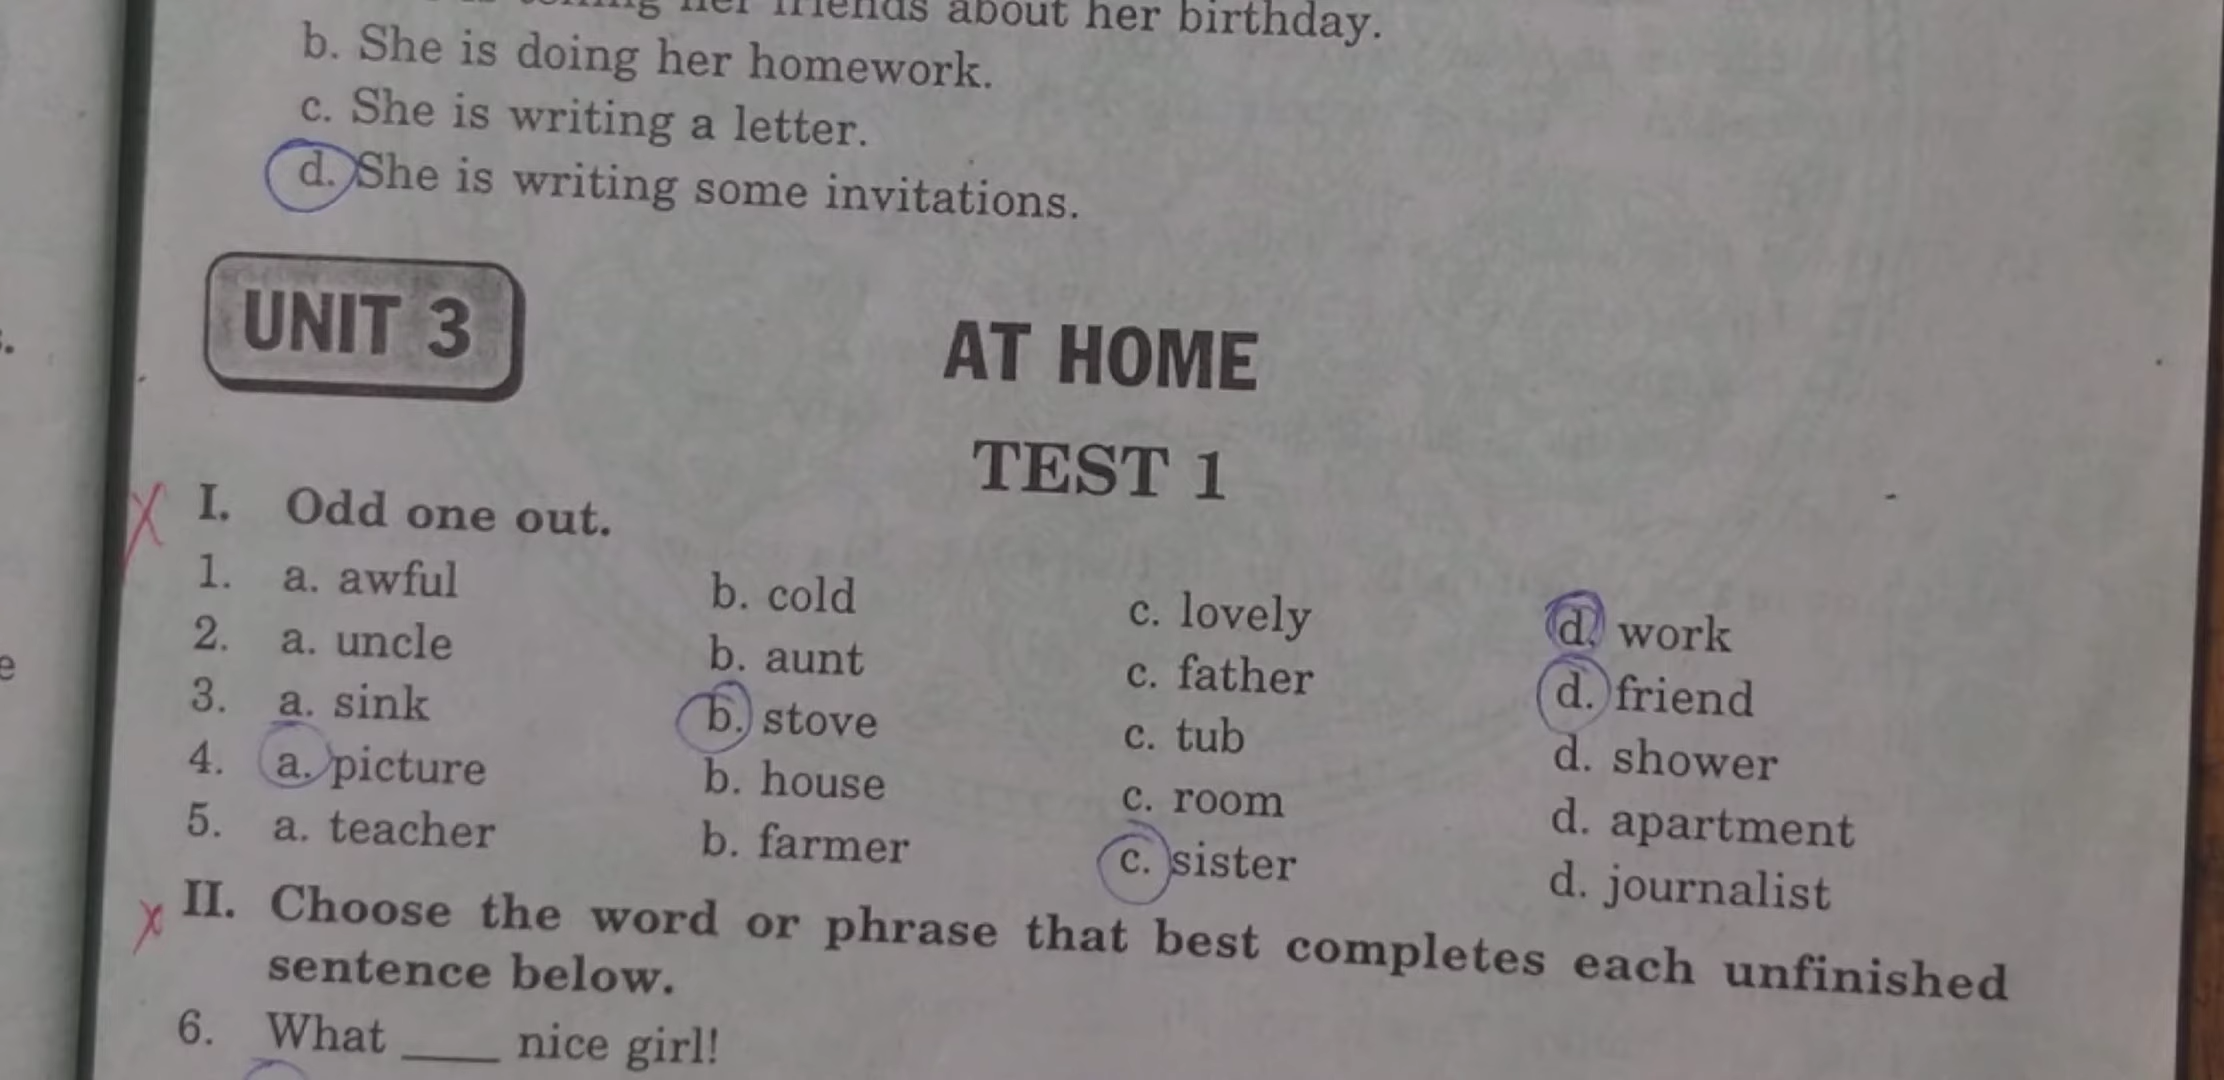 her friends about her birthday.
b. She is doing her homework.
c. She is writing a letter.
d. She is writing some invitations.
UNIT 3
AT HOME
TEST 1
I. Odd one out.
1. a. awful b. cold c. lovely d. work
2. a. uncle b. aunt c. father d. friend
3. a. sink b. stove c. tub d. shower
4. a. picture b. house c. room d. apartment
5. a. teacher b. farmer c. sister d. journalist
II. Choose the word or phrase that best completes each unfinished
sentence below.
6. What ____ nice girl!